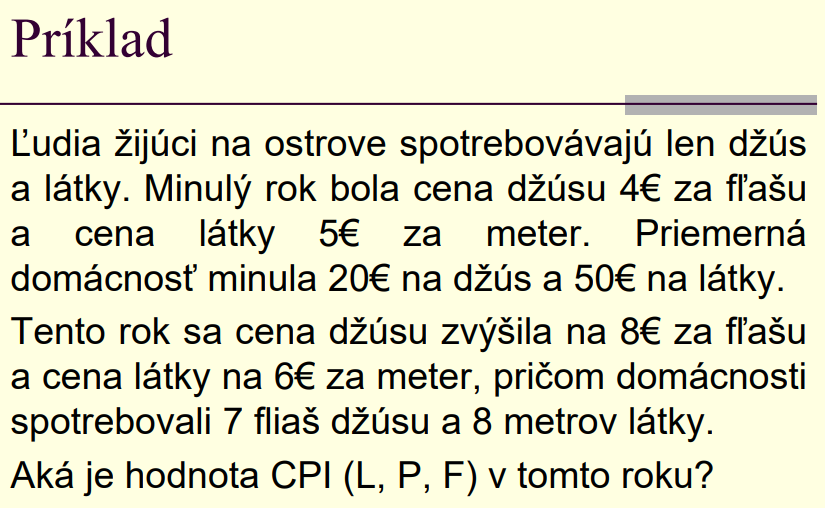 Príklad
Ľudia žijúci na ostrove spotrebovávajú len džús
a látky. Minulý rok bola cena džúsu 4€ za fľašu
a cena látky 5€ za meter. Priemerná
domácnosť minula 20€ na džús a 50€ na látky.
Tento rok sa cena džúsu zvýšila na 8€ za fľašu
a cena látky na 6€ za meter, pričom domácnosti
spotrebovali 7 fliaš džúsu a 8 metrov látky.
Aká je hodnota CPI (L, P, F) v tomto roku?